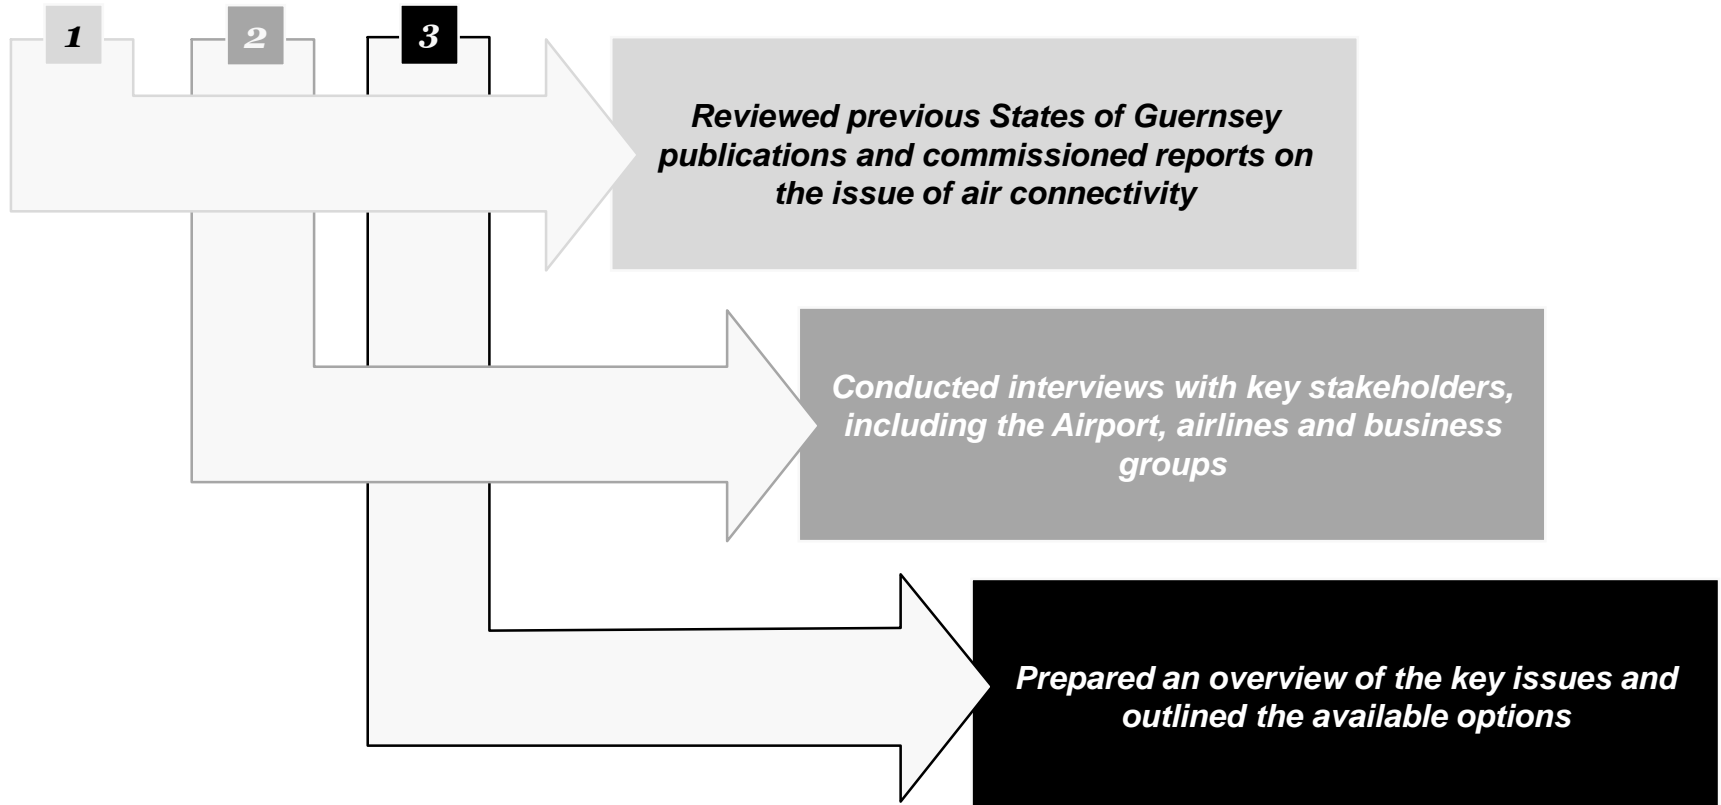 1
2
3
Reviewed previous States of Guernsey
publications and commissioned reports on
the issue of air connectivity
Conducted interviews with key stakeholders,
including the Airport, airlines and business
groups
Prepared an overview of the key issues and
outlined the available options